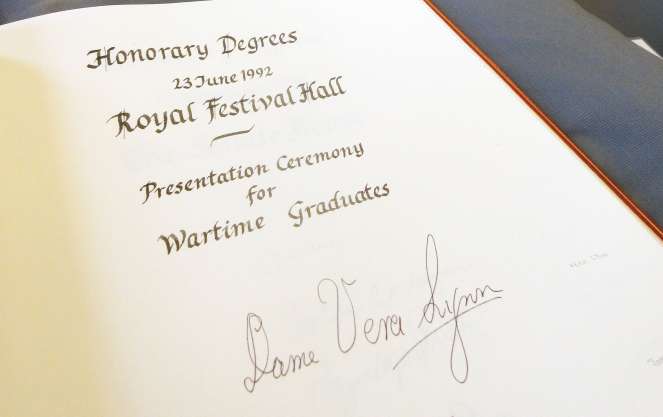 Honorary Degrees
23 June 1992
Royal Festival Hall
Presentation Ceremony
for
Wartime Graduates
Dame Vera Lynn